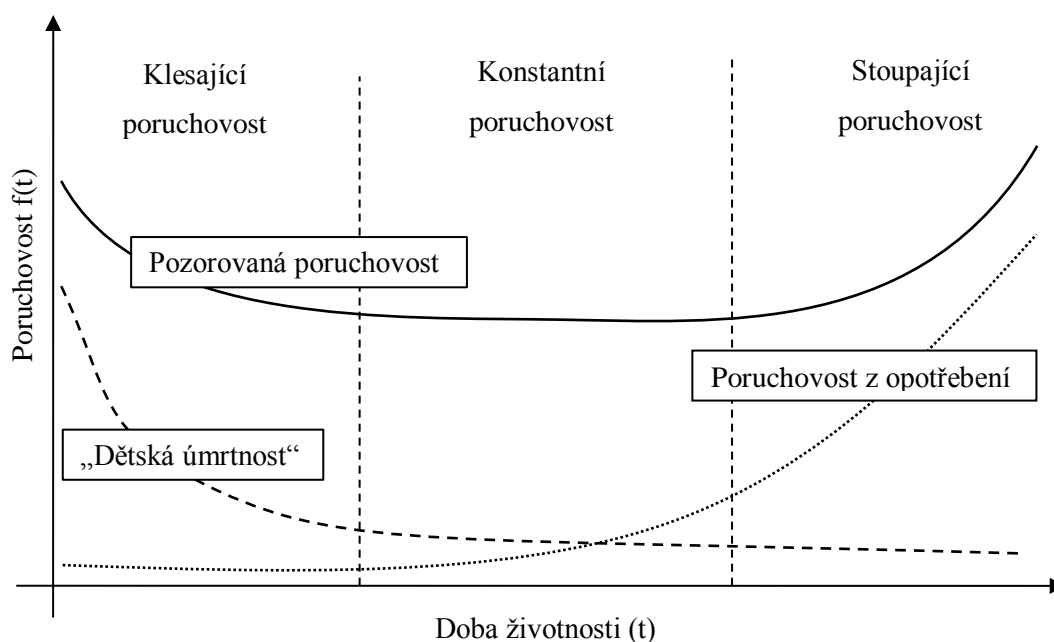 Klesající
poruchovost
Konstantní
poruchovost
Stoupající
poruchovost
Poruchovost f(t)
Pozorovaná poruchovost
Poruchovost z opotřebení
„Dětská úmrtnost“
Doba životnosti (t)